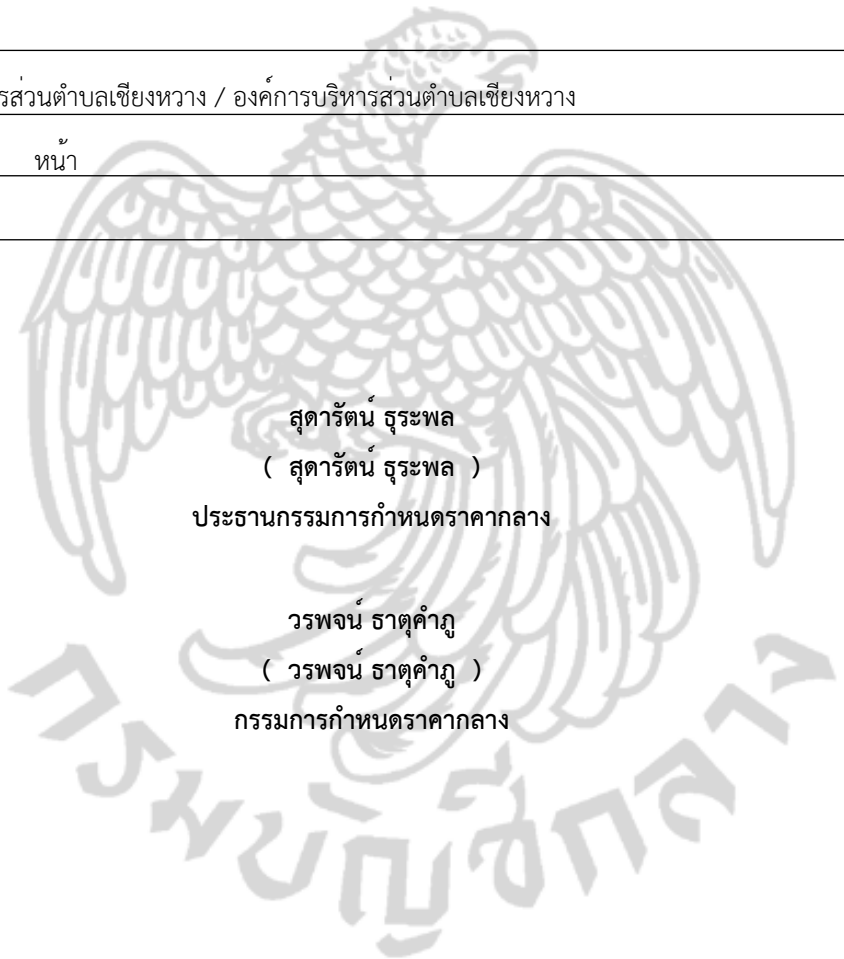 รส่วนตำบลเชียงหวาง / องค์การบริหารส่วนตำบลเชียงหวาง
หน้า
สุดารัตน์ ธุระพล
( สุดารัตน์ ธุระพล )
ประธานกรรมการกำหนดราคากลาง
วรพจน์ ธาตุคำภู
( วรพจน์ ธาตุคำภู )
กรรมการกำหนดราคากลาง
กรมบัญชีกลาง